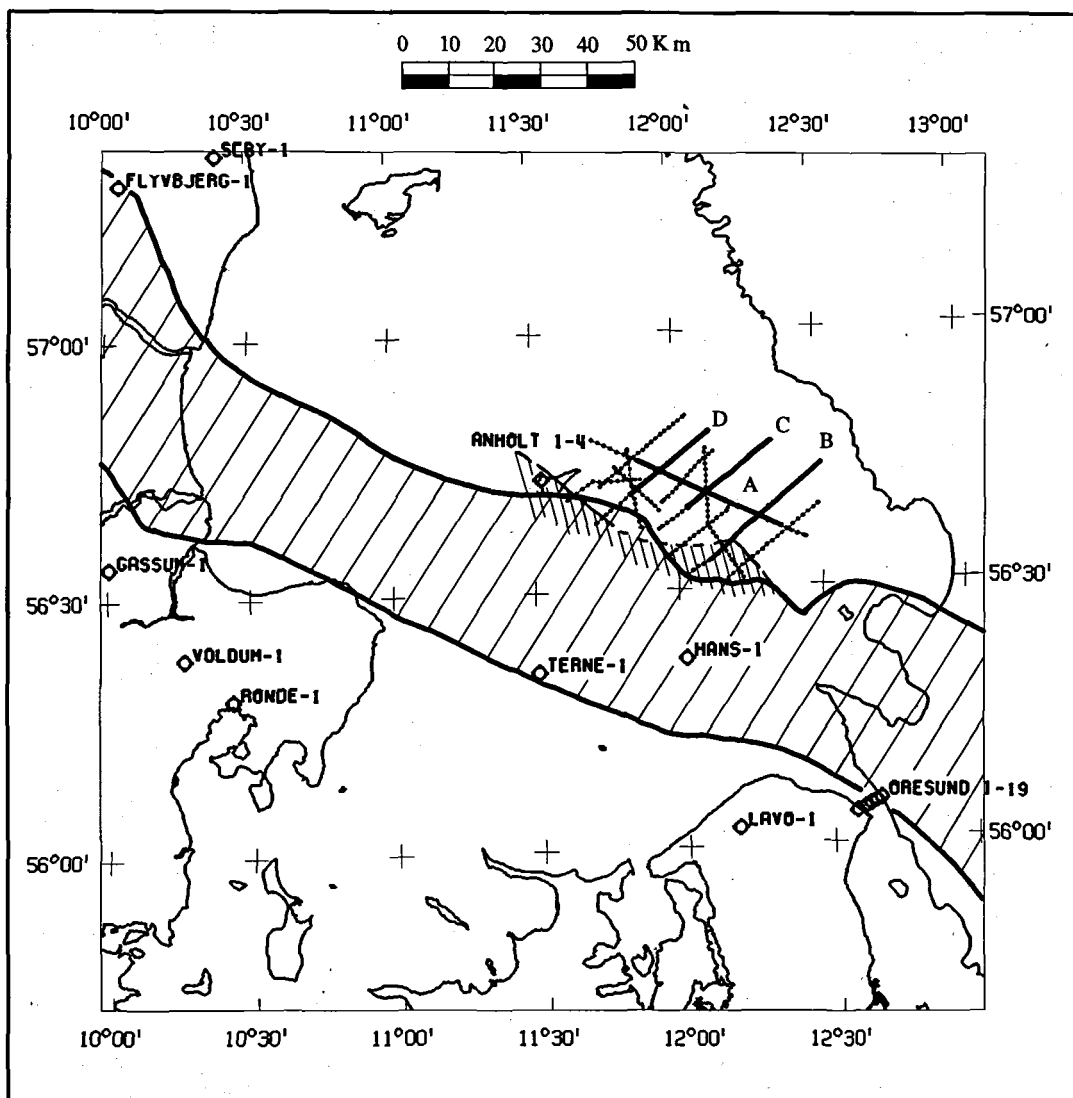 0 10 20 30 40 50 Km
10°00' 10°30' 11°00' 11°30' 12°00' 12°30' 13°00'
SEBY-1
FLYVBJERG-1
57°00'
57°00'
D
C
B
A
ANHOLT 1-4
GASSUM-1
56°30'
56°30'
VOLDUM-1
RONDE-1
TERNE-1
HANS-1
ORESUND 1-19
LAVO-1
56°00'
56°00'
10°00' 10°30' 11°00' 11°30' 12°00' 12°30'